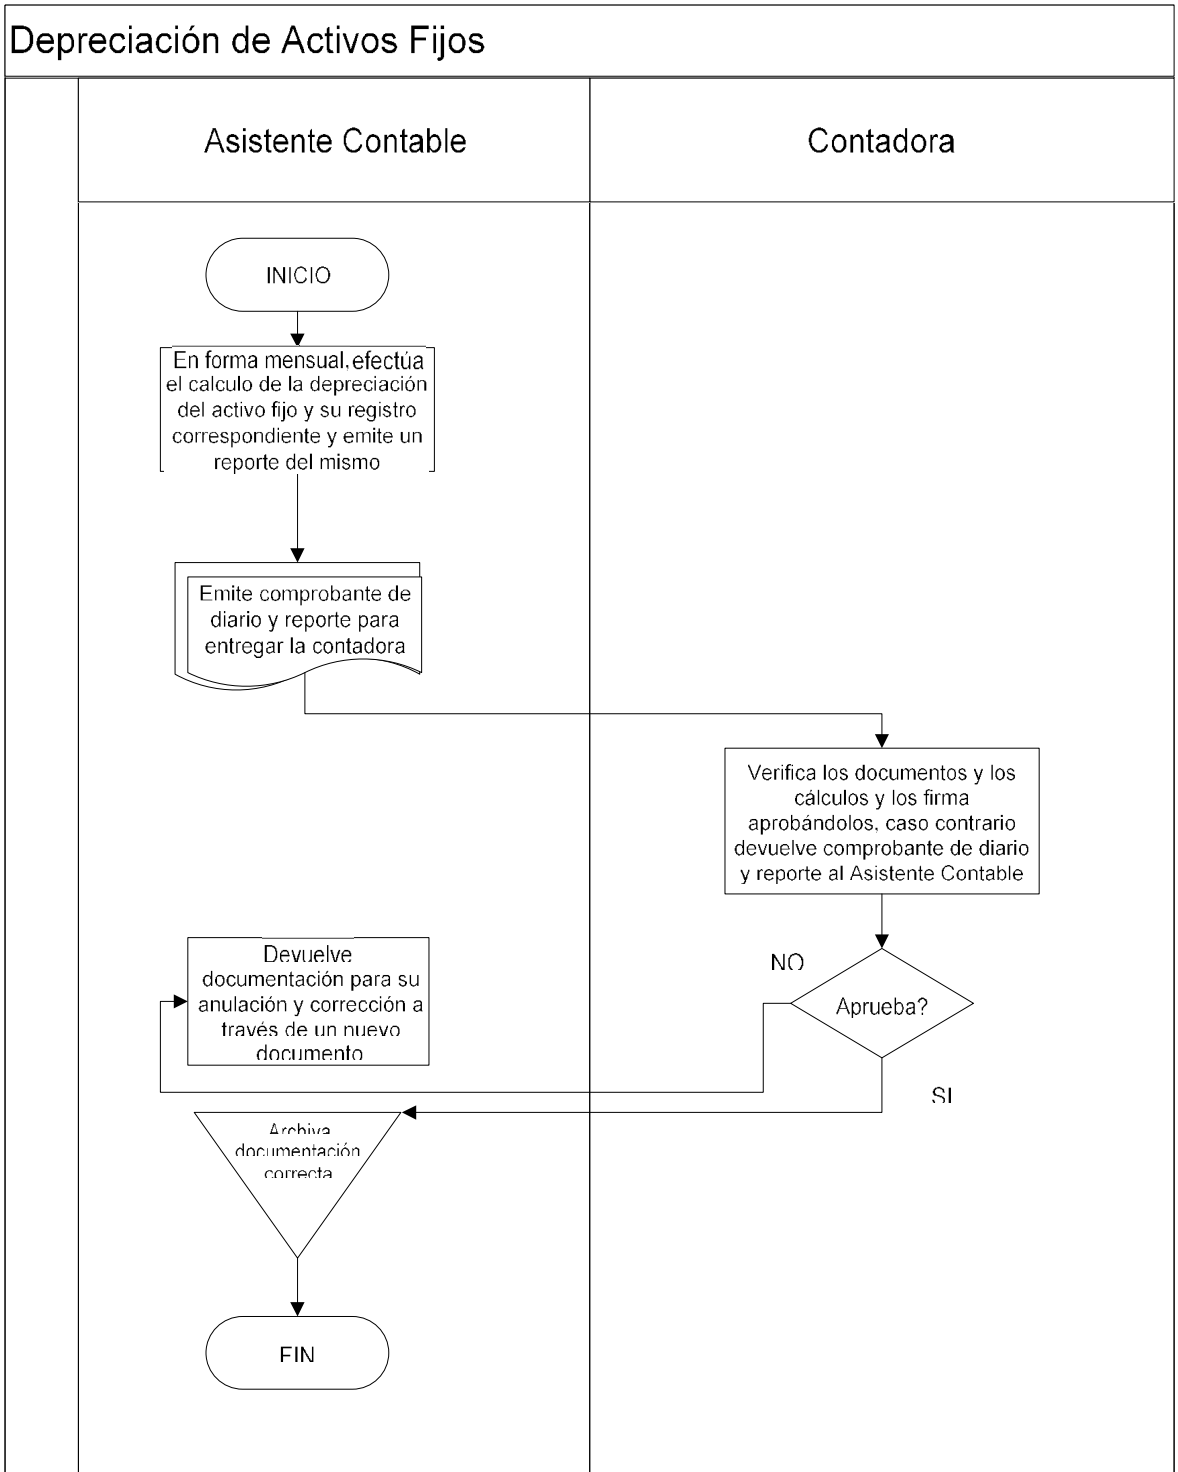 Depreciación de Activos Fijos
Asistente Contable
Contadora
INICIO
En forma mensual, efectúa
el calculo de la depreciación
del activo fijo y su registro
correspondiente y emite un
reporte del mismo
Emite comprobante de
diario y reporte para
entregar la contadora
Verifica los documentos y los
cálculos y los firma
aprobándolos, caso contrario
devuelve comprobante de diario
y reporte al Asistente Contable
Devuelve
documentación para su
anulación y corrección a
través de un nuevo
documento
NO
Aprueba?
SI
Archiva
documentación
correcta
FIN